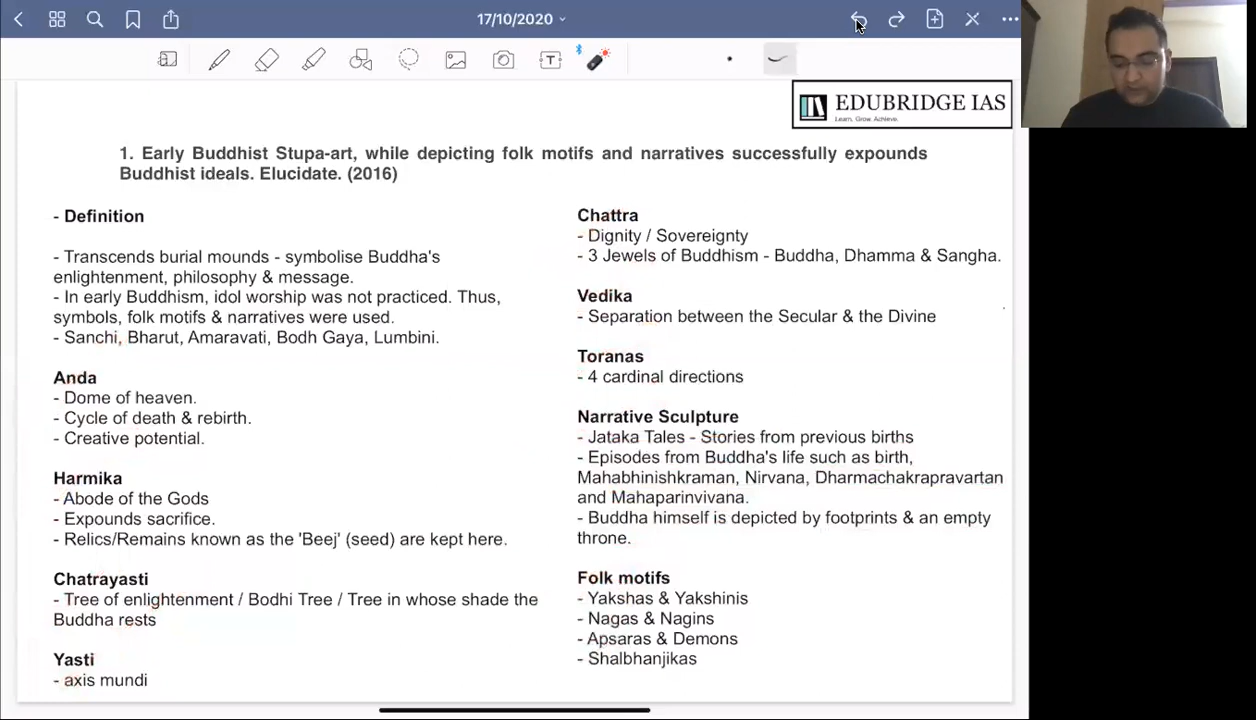 17/10/2020
EDUBRIDGE IAS
Learn. Grow. Achieve.
1. Early Buddhist Stupa-art, while depicting folk motifs and narratives successfully expounds
Buddhist ideals. Elucidate. (2016)
- Definition
- Transcends burial mounds - symbolise Buddha's
enlightenment, philosophy & message.
- In early Buddhism, idol worship was not practiced. Thus,
symbols, folk motifs & narratives were used.
- Sanchi, Bharut, Amaravati, Bodh Gaya, Lumbini.
Anda
- Dome of heaven.
- Cycle of death & rebirth.
- Creative potential.
Harmika
- Abode of the Gods
- Expounds sacrifice.
- Relics/Remains known as the 'Beej' (seed) are kept here.
Chatrayasti
- Tree of enlightenment / Bodhi Tree / Tree in whose shade the
Buddha rests
Yasti
- axis mundi
Chattra
- Dignity / Sovereignty
- 3 Jewels of Buddhism - Buddha, Dhamma & Sangha.
Vedika
- Separation between the Secular & the Divine
Toranas
- 4 cardinal directions
Narrative Sculpture
- Jataka Tales - Stories from previous births
- Episodes from Buddha's life such as birth,
Mahabhinishkraman, Nirvana, Dharmachakrapravartan
and Mahaparinvivana.
- Buddha himself is depicted by footprints & an empty
throne.
Folk motifs
- Yakshas & Yakshinis
- Nagas & Nagins
- Apsaras & Demons
- Shalbhanjikas